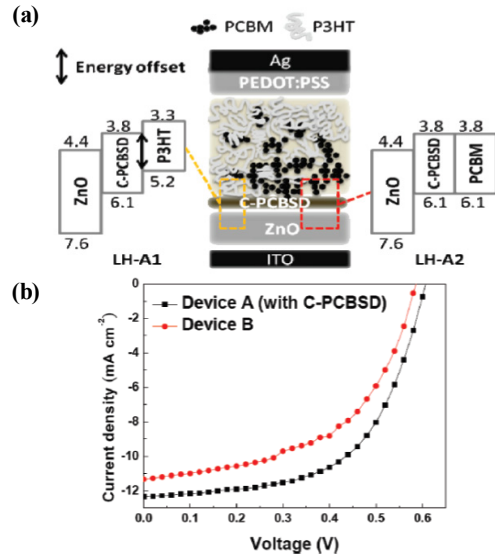 (a)
PCBM P3HT
Energy offset
Ag
PEDOT:PSS
C-PCBSD
ZnO
ITO
4.4
3.8
3.3
ZnO
C-PCBSD
P3HT
5.2
6.1
7.6
LH-A1
4.4
3.8
3.8
ZnO
C-PCBSD
PCBM
6.1
6.1
7.6
LH-A2
(b)
Device A (with C-PCBSD)
Device B
Current density (mA cm⁻²)
0
-2
-4
-6
-8
-10
-12
0.0 0.1 0.2 0.3 0.4 0.5 0.6
Voltage (V)